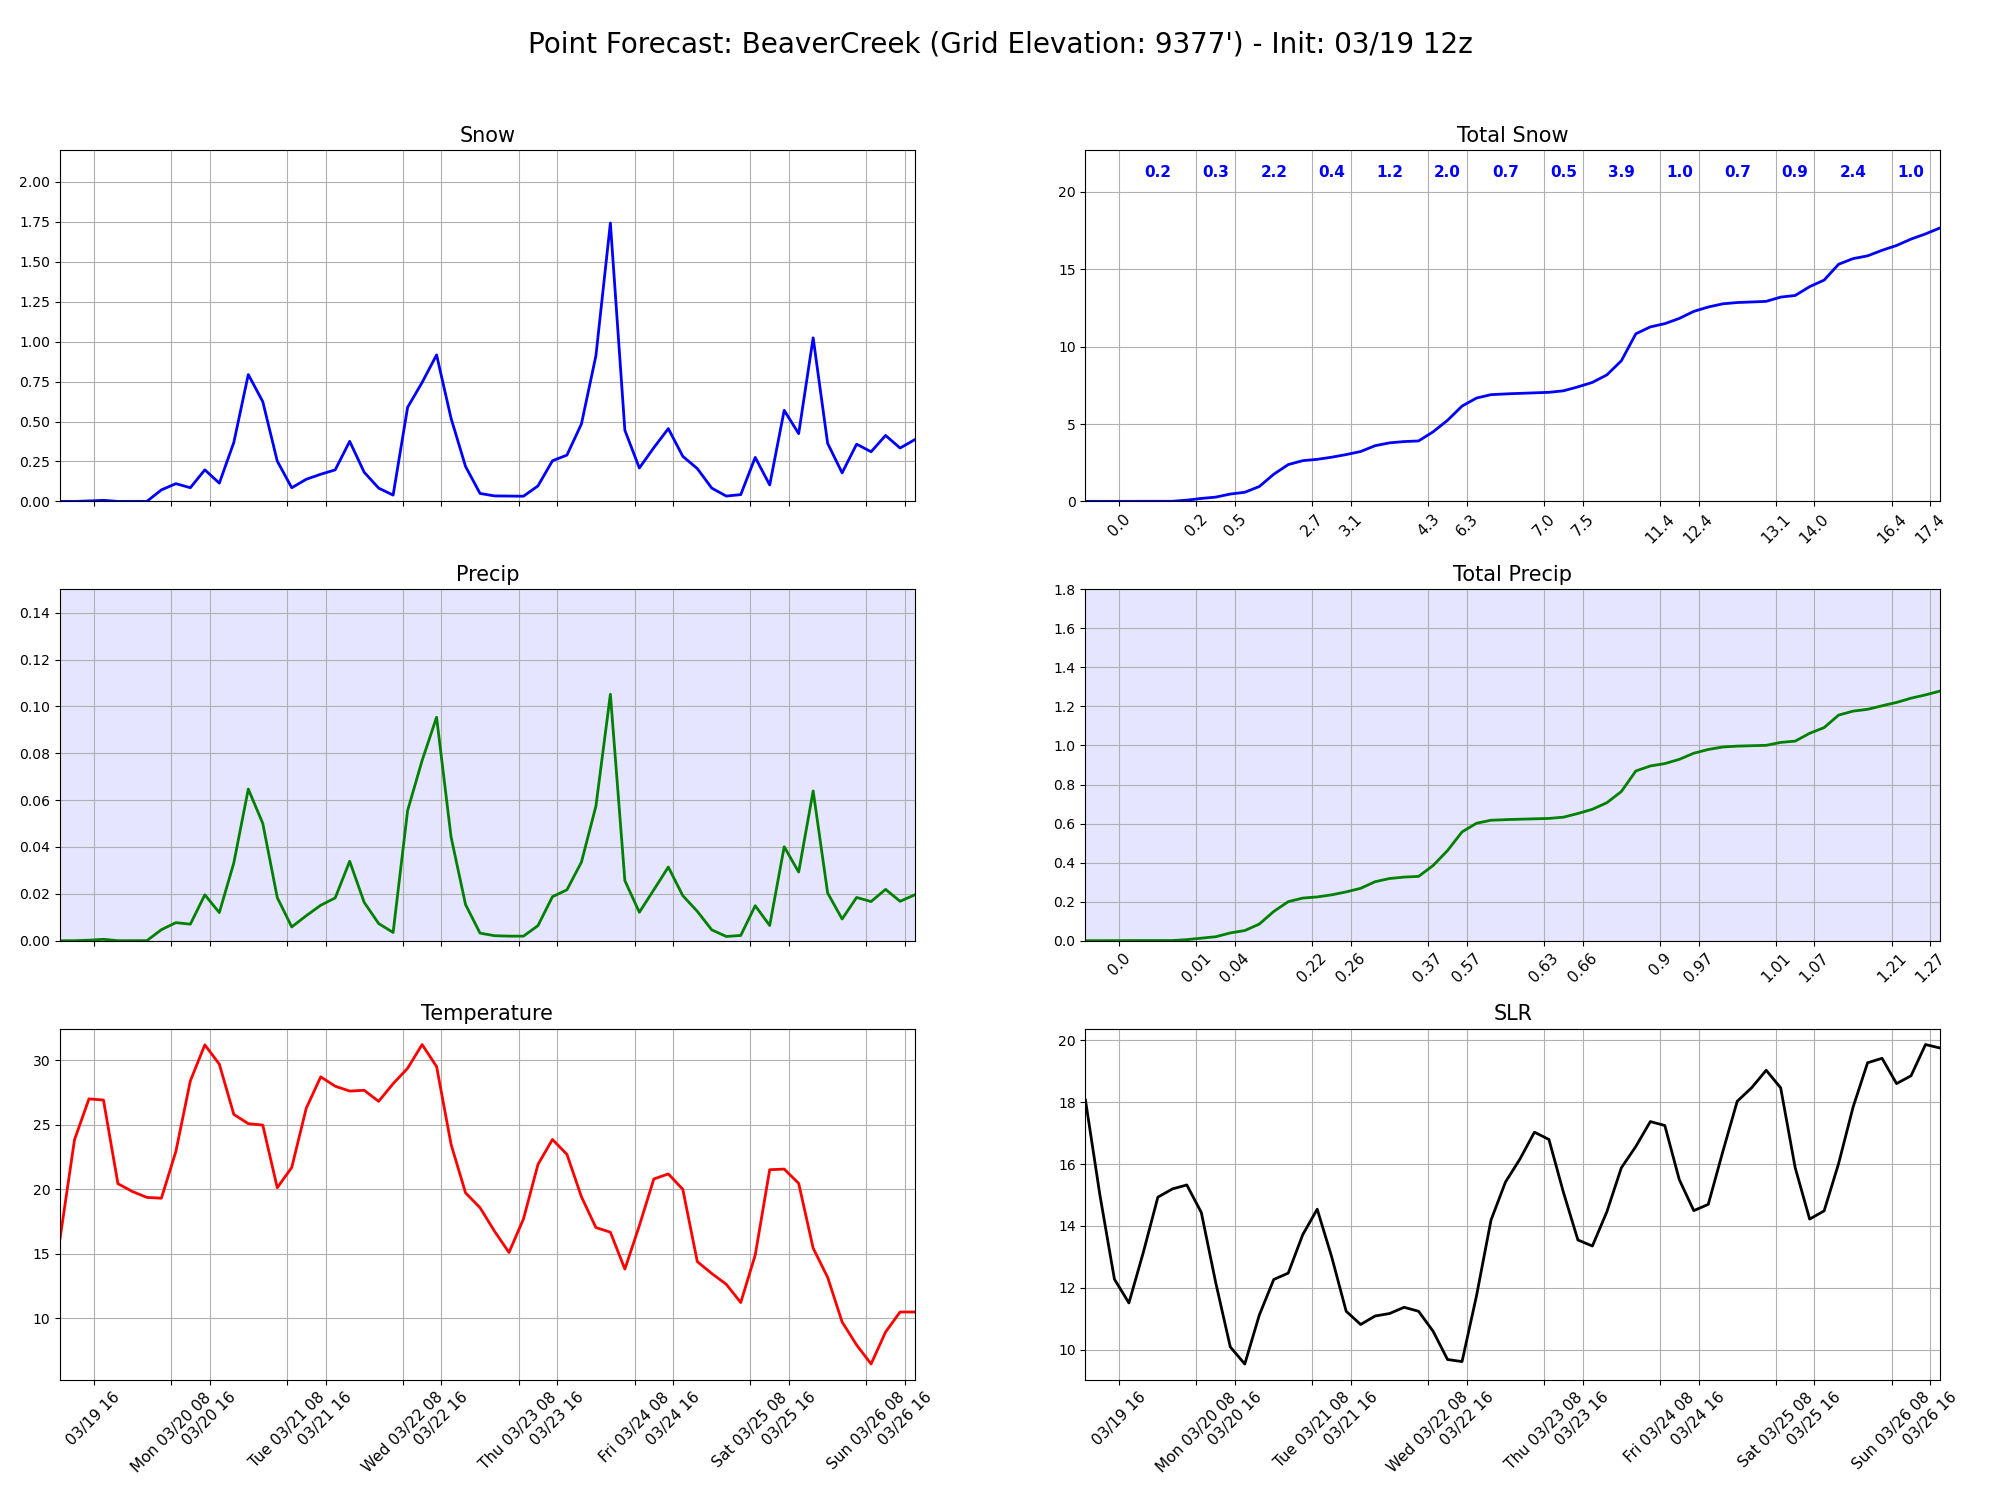 Point Forecast: BeaverCreek (Grid Elevation: 9377') - Init: 03/19 12z
Snow
2.00
1.75
1.50
1.25
1.00
0.75
0.50
0.25
0.00
Total Snow
0.2 0.3 2.2 0.4 1.2 2.0 0.7 0.5 3.9 1.0 0.7 0.9 2.4 1.0
20
15
10
5
0
0.0 0.2 0.5 2.7 3.1 4.3 6.3 7.0 7.5 11.4 12.4 13.1 14.0 16.4 17.4
Precip
0.14
0.12
0.10
0.08
0.06
0.04
0.02
0.00
Total Precip
1.8
1.6
1.4
1.2
1.0
0.8
0.6
0.4
0.2
0.0
0.0 0.01 0.04 0.22 0.26 0.37 0.57 0.63 0.66 0.9 0.97 1.01 1.07 1.21 1.27
Temperature
30
25
20
15
10
03/19 16
Mon 03/20 08
03/20 16
Tue 03/21 08
03/21 16
Wed 03/22 08
03/22 16
Thu 03/23 08
03/23 16
Fri 03/24 08
03/24 16
Sat 03/25 08
03/25 16
Sun 03/26 08
03/26 16
SLR
20
18
16
14
12
10
03/19 16
Mon 03/20 08
03/20 16
Tue 03/21 08
03/21 16
Wed 03/22 08
03/22 16
Thu 03/23 08
03/23 16
Fri 03/24 08
03/24 16
Sat 03/25 08
03/25 16
Sun 03/26 08
03/26 16